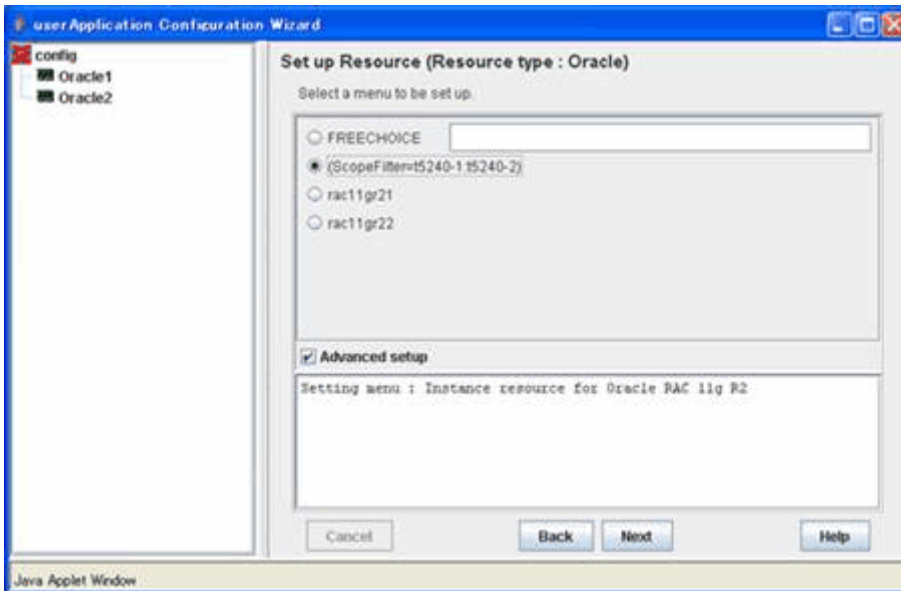 userApplication Configuration Wizard
config
Oracle1
Oracle2
Set up Resource (Resource type : Oracle)
Select a menu to be set up.
FREECHOICE
(ScopeFilter=t5240-1:t5240-2)
rac11gr21
rac11gr22
Advanced setup
Setting menu : Instance resource for Oracle RAC 11g R2
Cancel
Back
Next
Help
Java Applet Window